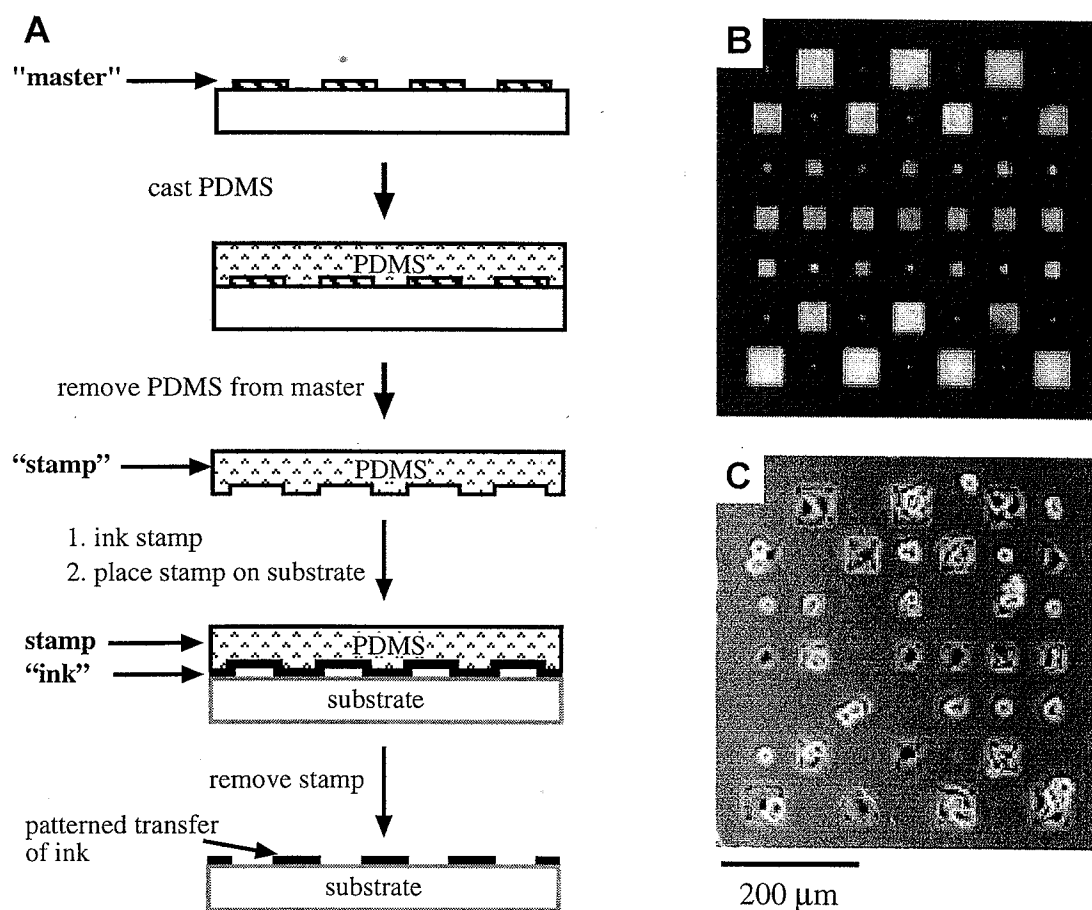 A
"master"
cast PDMS
PDMS
remove PDMS from master
“stamp”
PDMS
1. ink stamp
2. place stamp on substrate
stamp
PDMS
“ink”
substrate
remove stamp
patterned transfer
of ink
substrate
B
C
200 μm